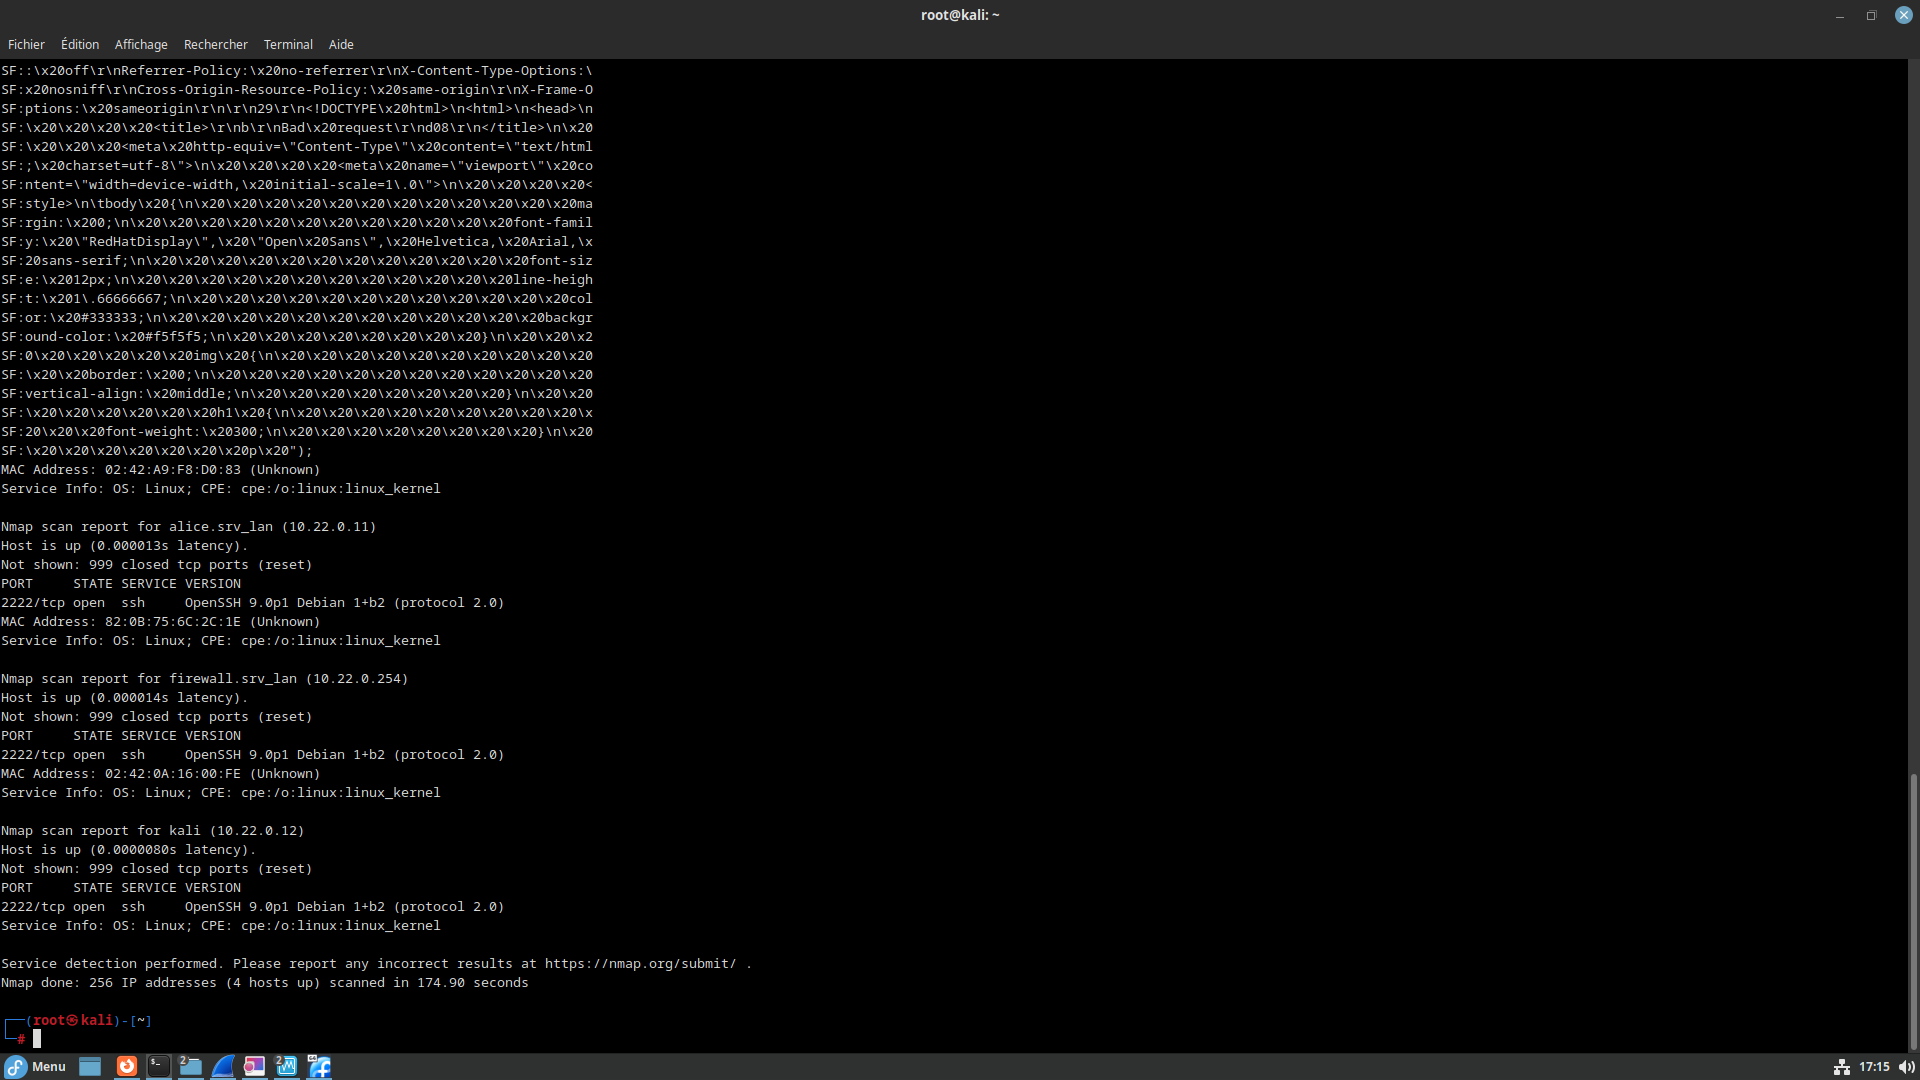 root@kali: ~
Fichier Édition Affichage Rechercher Terminal Aide
SF::\x20off\r\nReferrer-Policy:\x20no-referrer\r\nX-Content-Type-Options:\
SF:x20nosniff\r\nCross-Origin-Resource-Policy:\x20same-origin\r\nX-Frame-O
SF:ptions:\x20sameorigin\r\n\r\n29\r\n<!DOCTYPE\x20html>\n<html>\n<head>\n
SF:\x20\x20\x20\x20<title>\r\nb\r\nBad\x20request\r\nd08\r\n</title>\n\x20
SF:\x20\x20\x20<meta\x20http-equiv=\"Content-Type\"\x20content=\"text/html
SF:;\x20charset=utf-8\">\n\x20\x20\x20\x20<meta\x20name=\"viewport\"\x20co
SF:ntent=\"width=device-width,\x20initial-scale=1\.0\">\n\x20\x20\x20\x20<
SF:style>\n\tbody\x20{\n\x20\x20\x20\x20\x20\x20\x20\x20\x20\x20\x20\x20ma
SF:rgin:\x200;\n\x20\x20\x20\x20\x20\x20\x20\x20\x20\x20\x20\x20font-famil
SF:y:\x20\"RedHatDisplay\",\x20\"Open\x20Sans\",\x20Helvetica,\x20Arial,\x
SF:20sans-serif;\n\x20\x20\x20\x20\x20\x20\x20\x20\x20\x20\x20\x20font-siz
SF:e:\x2012px;\n\x20\x20\x20\x20\x20\x20\x20\x20\x20\x20\x20\x20line-heigh
SF:t:\x201\.66666667;\n\x20\x20\x20\x20\x20\x20\x20\x20\x20\x20\x20\x20col
SF:or:\x20#333333;\n\x20\x20\x20\x20\x20\x20\x20\x20\x20\x20\x20\x20backgr
SF:ound-color:\x20#f5f5f5;\n\x20\x20\x20\x20\x20\x20\x20\x20}\n\x20\x20\x2
SF:0\x20\x20\x20\x20\x20img\x20{\n\x20\x20\x20\x20\x20\x20\x20\x20\x20\x20
SF:\x20\x20border:\x200;\n\x20\x20\x20\x20\x20\x20\x20\x20\x20\x20\x20\x20
SF:vertical-align:\x20middle;\n\x20\x20\x20\x20\x20\x20\x20\x20}\n\x20\x20
SF:\x20\x20\x20\x20\x20\x20h1\x20{\n\x20\x20\x20\x20\x20\x20\x20\x20\x20\x
SF:20\x20\x20font-weight:\x20300;\n\x20\x20\x20\x20\x20\x20\x20\x20}\n\x20
SF:\x20\x20\x20\x20\x20\x20\x20p\x20");
MAC Address: 02:42:A9:F8:D0:83 (Unknown)
Service Info: OS: Linux; CPE: cpe:/o:linux:linux_kernel
Nmap scan report for alice.srv_lan (10.22.0.11)
Host is up (0.000013s latency).
Not shown: 999 closed tcp ports (reset)
PORT     STATE SERVICE VERSION
2222/tcp open  ssh     OpenSSH 9.0p1 Debian 1+b2 (protocol 2.0)
MAC Address: 82:0B:75:6C:2C:1E (Unknown)
Service Info: OS: Linux; CPE: cpe:/o:linux:linux_kernel
Nmap scan report for firewall.srv_lan (10.22.0.254)
Host is up (0.000014s latency).
Not shown: 999 closed tcp ports (reset)
PORT     STATE SERVICE VERSION
2222/tcp open  ssh     OpenSSH 9.0p1 Debian 1+b2 (protocol 2.0)
MAC Address: 02:42:0A:16:00:FE (Unknown)
Service Info: OS: Linux; CPE: cpe:/o:linux:linux_kernel
Nmap scan report for kali (10.22.0.12)
Host is up (0.0000080s latency).
Not shown: 999 closed tcp ports (reset)
PORT     STATE SERVICE VERSION
2222/tcp open  ssh     OpenSSH 9.0p1 Debian 1+b2 (protocol 2.0)
Service Info: OS: Linux; CPE: cpe:/o:linux:linux_kernel
Service detection performed. Please report any incorrect results at https://nmap.org/submit/ .
Nmap done: 256 IP addresses (4 hosts up) scanned in 174.90 seconds
┌──(root㉿kali)-[~]
└─#
Menu 2 2 64 17:15